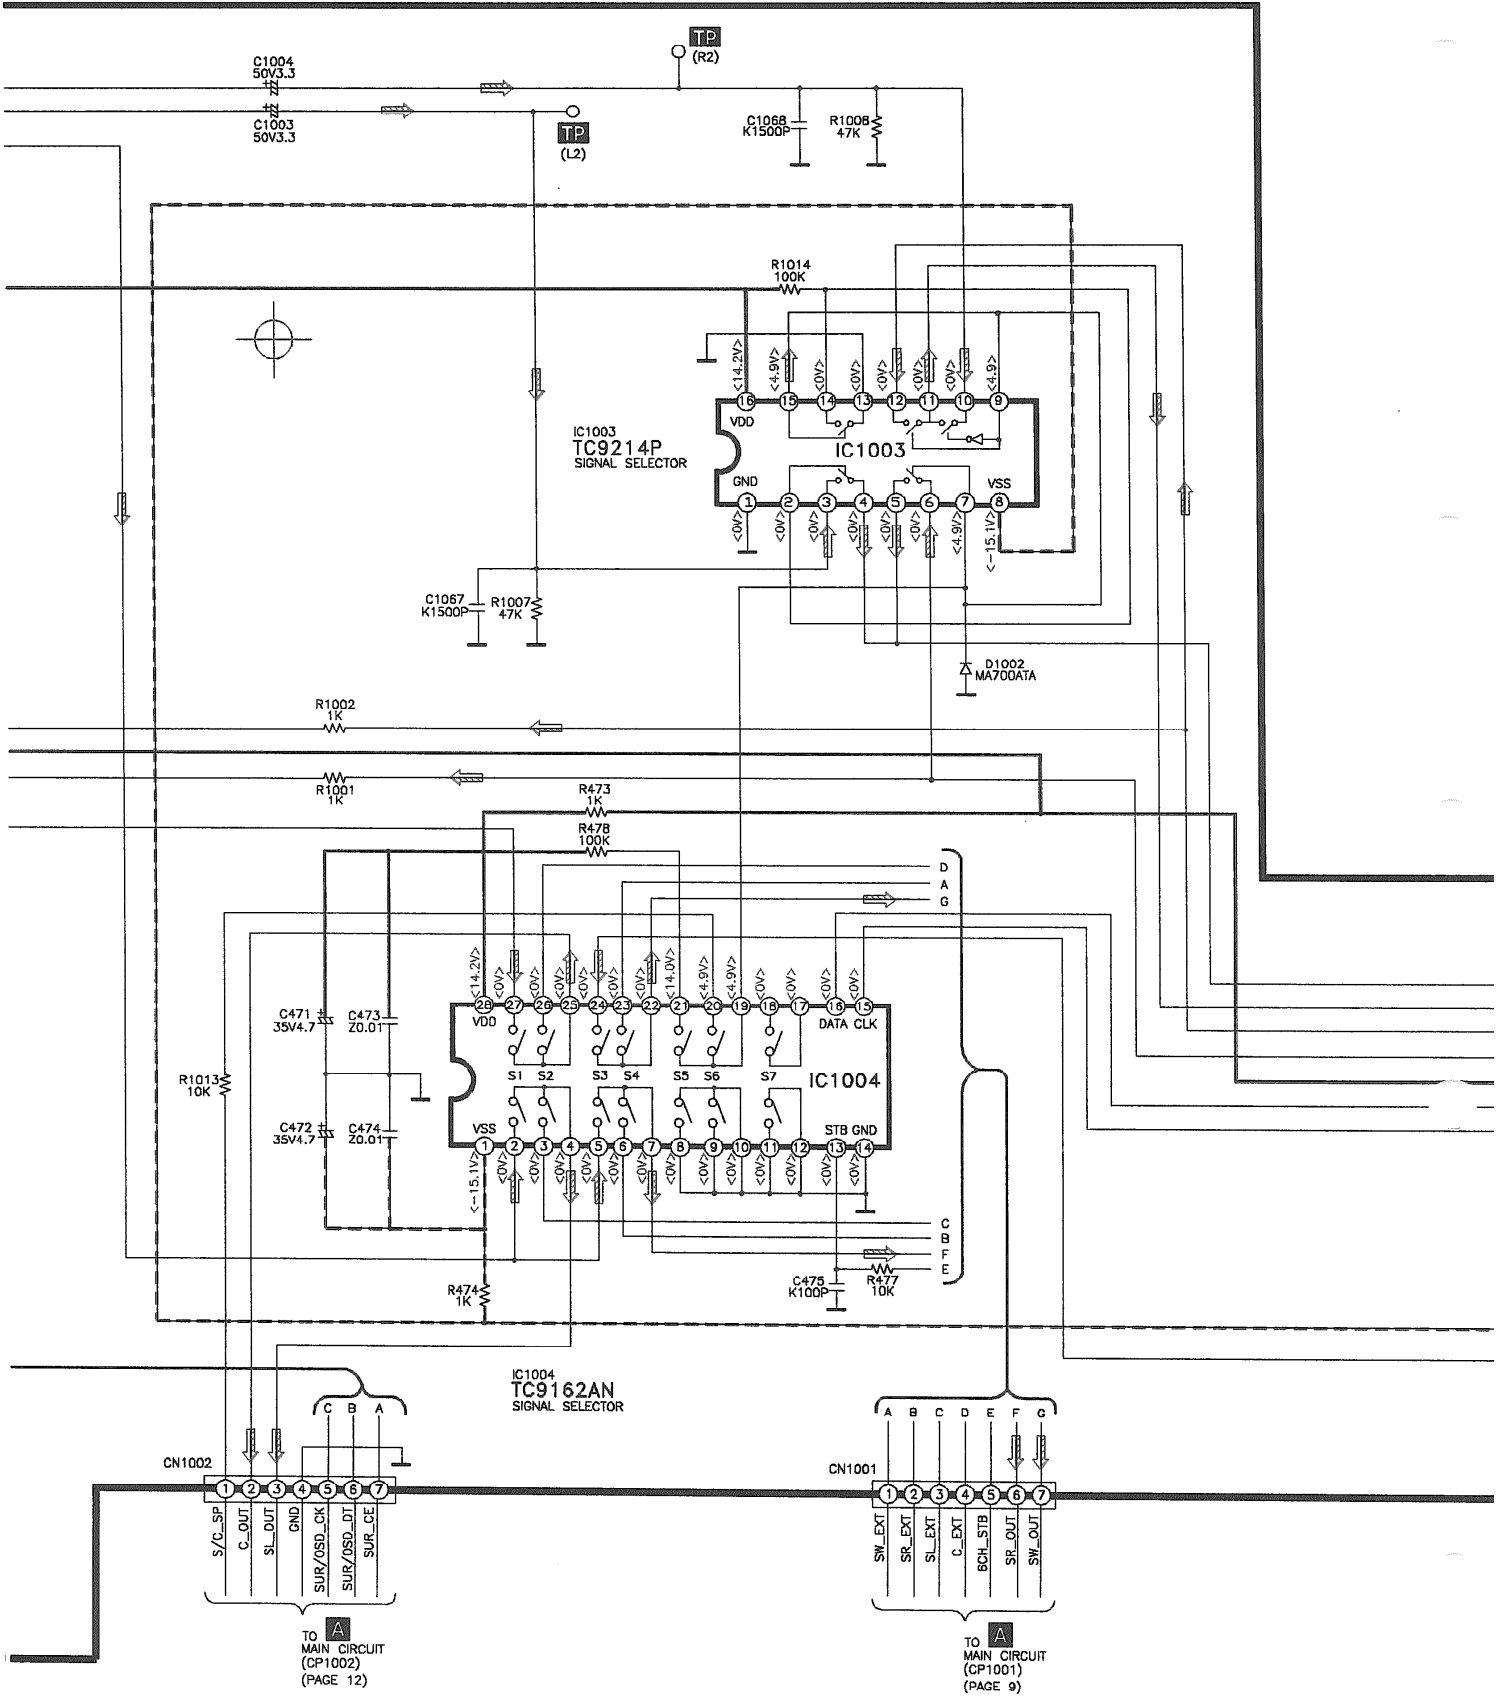 TP
(R2)
C1004
50V3.3
C1003
50V3.3
TP
(L2)
C1068
K1500P
R1008
47K
R1014
100K
<14.2V>
<4.9V>
<0V>
<0V>
<0V>
<0V>
<0V>
<4.9>
16 15 14 13 12 11 10 9
VDD
IC1003
TC9214P
SIGNAL SELECTOR
IC1003
GND
VSS
1 2 3 4 5 6 7 8
<0V>
<0V>
<0V>
<0V>
<0V>
<0V>
<4.9V>
<-15.1V>
C1067
K1500P
R1007
47K
D1002
MA700ATA
R1002
1K
R1001
1K
R473
1K
R478
100K
D
A
G
<14.2V>
<0V>
<0V>
<0V>
<0V>
<0V>
<0V>
<14.0V>
<4.9V>
<4.9V>
<0V>
<0V>
<0V>
<0V>
28 27 26 25 24 23 22 21 20 19 18 17 16 15
VDD
DATA CLK
C471
35V4.7
C473
Z0.01
R1013
10K
S1 S2 S3 S4 S5 S6 S7
IC1004
C472
35V4.7
C474
Z0.01
VSS
STB GND
1 2 3 4 5 6 7 8 9 10 11 12 13 14
<-15.1V>
<0V>
<0V>
<0V>
<0V>
<0V>
<0V>
<0V>
<0V>
<0V>
<0V>
<0V>
<0V>
<0V>
C
B
F
E
R474
1K
C475
K100P
R477
10K
IC1004
TC9162AN
SIGNAL SELECTOR
C B A
CN1002
1 2 3 4 5 6 7
S/C_SP
C_OUT
SL_OUT
GND
SUR/OSD_CK
SUR/OSD_DT
SUR_CE
TO A
MAIN CIRCUIT
(CP1002)
(PAGE 12)
A B C D E F G
CN1001
1 2 3 4 5 6 7
SW_EXT
SR_EXT
SL_EXT
C_EXT
6CH_STB
SR_OUT
SW_OUT
TO A
MAIN CIRCUIT
(CP1001)
(PAGE 9)